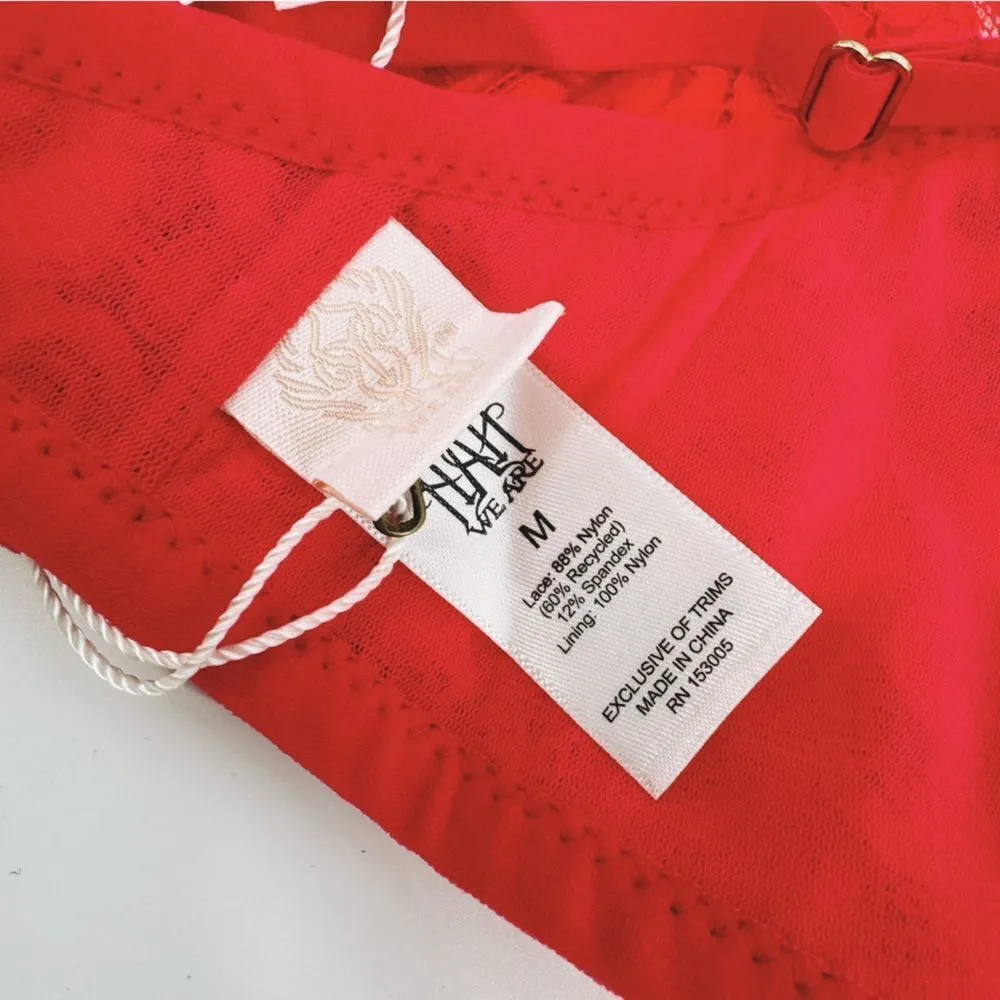 WE ARE
M
Lace: 88% Nylon
(60% Recycled)
12% Spandex
Lining: 100% Nylon
EXCLUSIVE OF TRIMS
MADE IN CHINA
RN 153005